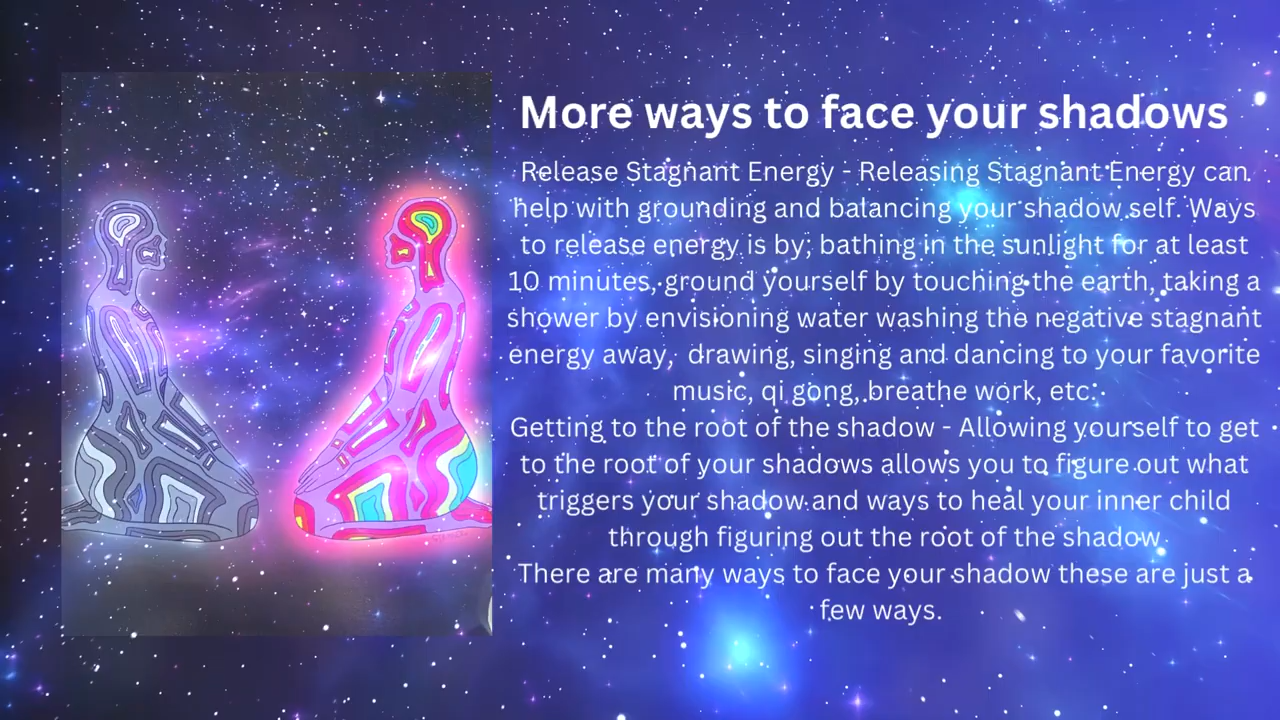 More ways to face your shadows
Release Stagnant Energy - Releasing Stagnant Energy can
help with grounding and balancing your shadow self. Ways
to release energy is by; bathing in the sunlight for at least
10 minutes, ground yourself by touching the earth, taking a
shower by envisioning water washing the negative stagnant
energy away, drawing, singing and dancing to your favorite
music, qi gong, breathe work, etc.
Getting to the root of the shadow - Allowing yourself to get
to the root of your shadows allows you to figure out what
triggers your shadow and ways to heal your inner child
through figuring out the root of the shadow
There are many ways to face your shadow these are just a
few ways.